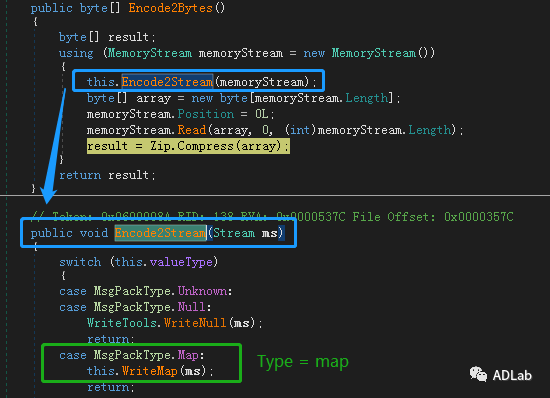 public byte[] Encode2Bytes()
{
byte[] result;
using (MemoryStream memoryStream = new MemoryStream())
{
this.Encode2Stream(memoryStream);
byte[] array = new byte[memoryStream.Length];
memoryStream.Position = 0L;
memoryStream.Read(array, 0, (int)memoryStream.Length);
result = Zip.Compress(array);
}
return result;
}
// Token: 0x0600008A RID: 138 RVA: 0x0000537C File Offset: 0x0000357C
public void Encode2Stream(Stream ms)
{
switch (this.valueType)
{
case MsgPackType.Unknown:
case MsgPackType.Null:
WriteTools.WriteNull(ms);
return;
case MsgPackType.Map:
this.WriteMap(ms);
return;
Type = map
ADLab